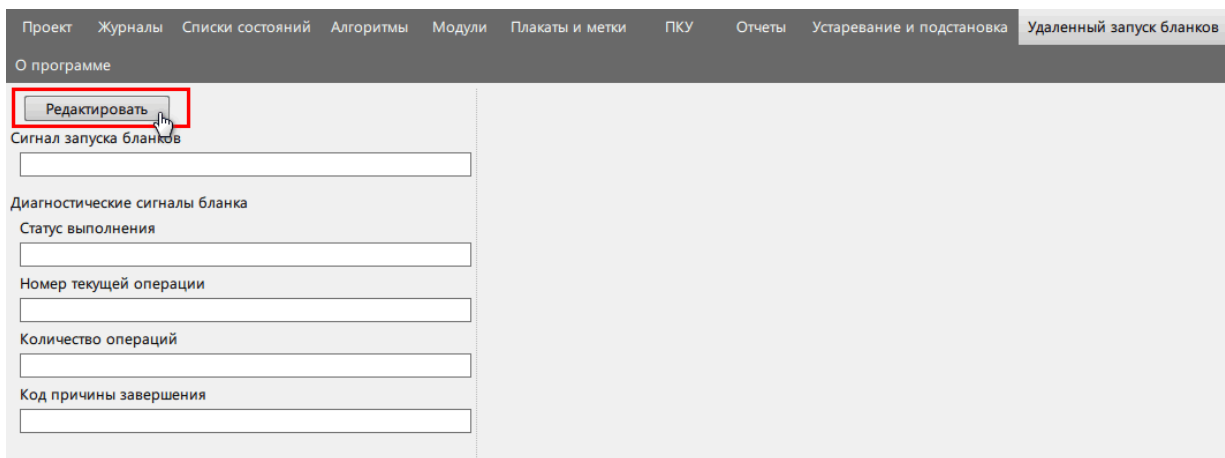 Проект Журналы Списки состояний Алгоритмы Модули Плакаты и метки ПКУ Отчеты Устаревание и подстановка Удаленный запуск бланков
О программе
Редактировать
Сигнал запуска бланков
Диагностические сигналы бланка
Статус выполнения
Номер текущей операции
Количество операций
Код причины завершения